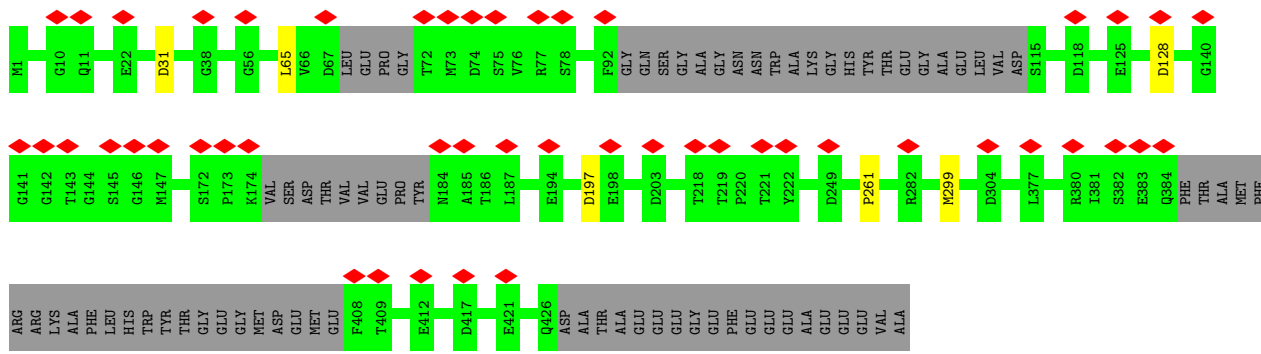 M1 G10 Q11 E22 D31 G38 G56 L65 V66 D67 LEU GLU PRO GLY T72 M73 D74 S75 V76 R77 S78 F92 GLY GLN SER GLY ALA GLY ASN ASN TRP ALA LYS GLY HIS TYR THR GLU GLY ALA GLU LEU VAL ASP S115 D118 E125 D128 G140
G141 G142 T143 G144 S145 G146 M147 S172 P173 K174 VAL SER ASP THR VAL VAL GLU PRO TYR N184 A185 T186 L187 E194 D197 E198 D203 T218 T219 P220 T221 Y222 D249 P261 R282 M299 D304 L377 R380 I381 S382 E383 Q384 PHE THR ALA MET PHE
ARG ARG LYS ALA PHE LEU HIS TRP TYR THR GLY GLU GLY MET ASP GLU MET GLU F408 T409 E412 D417 E421 Q426 ASP ALA THR ALA GLU GLU GLU GLY GLU PHE GLU GLU GLU ALA GLU GLU GLU VAL ALA